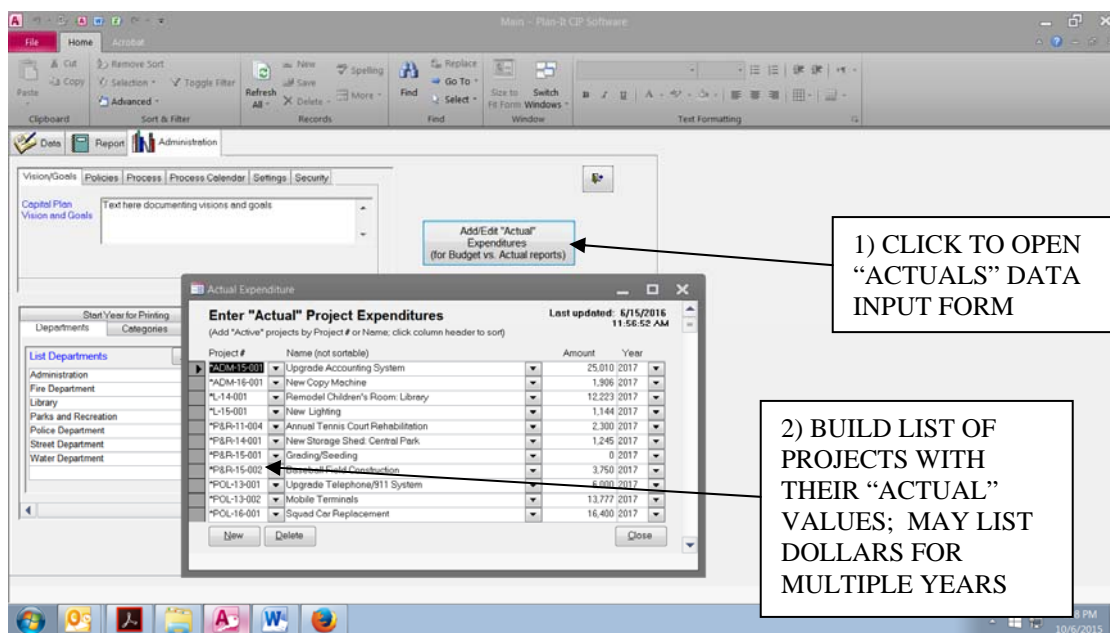 Main - Plan-It CIP Software
File Home Acrobat
Cut
Copy
Paste
Clipboard
Remove Sort
Selection
Toggle Filter
Advanced
Sort & Filter
Refresh
All
New
Save
Delete
Spelling
More
Records
Find
Replace
Go To
Select
Find
Size to
Fit Form
Switch
Windows
Window
B I U A
Text Formatting
Data Report Administration
Vision/Goals Policies Process Process Calendar Settings Security
Capital Plan
Vision and Goals
Text here documenting visions and goals
Add/Edit "Actual"
Expenditures
(for Budget vs. Actual reports)
1) CLICK TO OPEN
“ACTUALS” DATA
INPUT FORM
Start Year for Printing
Departments Categories
List Departments
Administration
Fire Department
Library
Parks and Recreation
Police Department
Street Department
Water Department
Actual Expenditure
Enter "Actual" Project Expenditures
Last updated: 6/15/2016
11:56:52 AM
(Add "Active" projects by Project # or Name; click column header to sort)
Project # Name (not sortable) Amount Year
*ADM-15-001 Upgrade Accounting System 25,010 2017
*ADM-16-001 New Copy Machine 1,906 2017
*L-14-001 Remodel Children's Room: Library 12,223 2017
*L-15-001 New Lighting 1,144 2017
*P&R-11-004 Annual Tennis Court Rehabilitation 2,300 2017
*P&R-14-001 New Storage Shed: Central Park 1,245 2017
*P&R-15-001 Grading/Seeding 0 2017
*P&R-15-002 Baseball Field Construction 3,750 2017
*POL-13-001 Upgrade Telephone/911 System 6,000 2017
*POL-13-002 Mobile Terminals 13,777 2017
*POL-16-001 Squad Car Replacement 16,400 2017
New Delete Close
2) BUILD LIST OF
PROJECTS WITH
THEIR “ACTUAL”
VALUES; MAY LIST
DOLLARS FOR
MULTIPLE YEARS
8 PM
10/6/2015